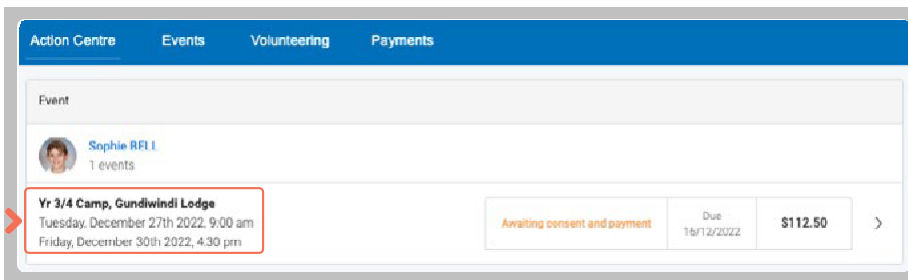 Action Centre Events Volunteering Payments
Event
Sophie BELL
1 events
Yr 3/4 Camp, Gundiwindi Lodge
Tuesday, December 27th 2022, 9:00 am
Friday, December 30th 2022, 4:30 pm
Awaiting consent and payment
Due
16/12/2022
$112.50